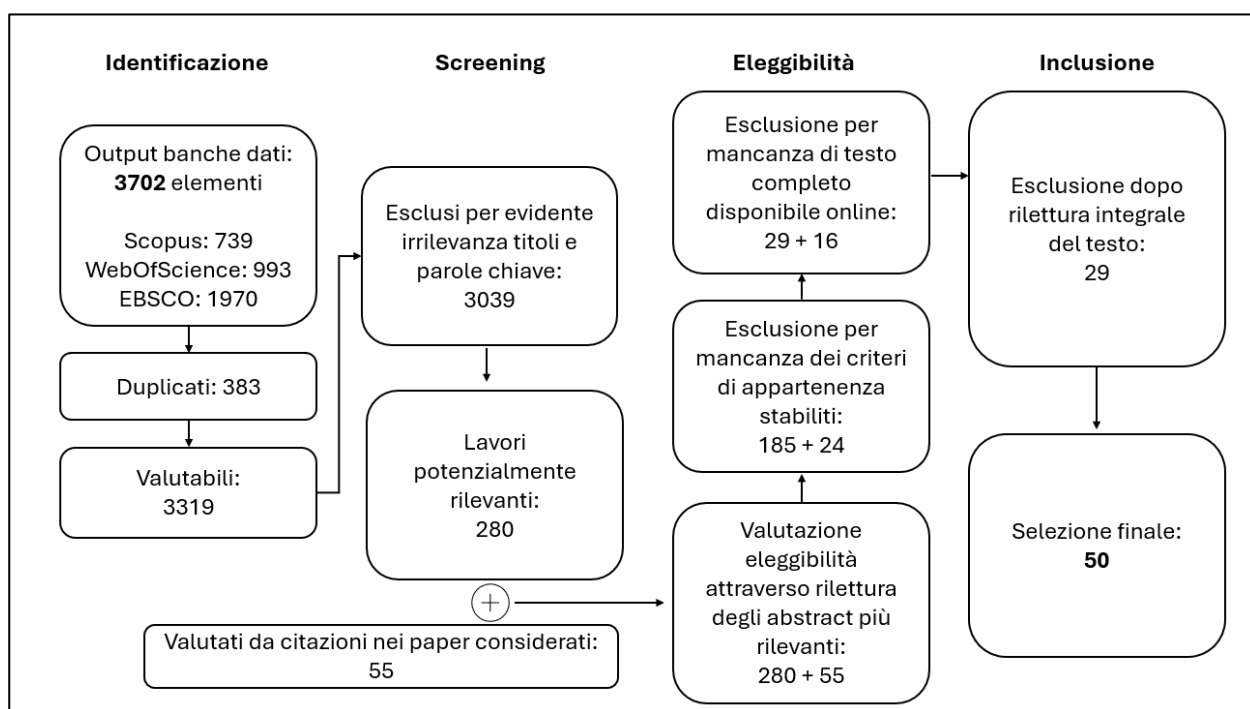 Identificazione
Output banche dati:
3702 elementi
Scopus: 739
WebOfScience: 993
EBSCO: 1970
Duplicati: 383
Valutabili:
3319
Screening
Esclusi per evidente
irrilevanza titoli e
parole chiave:
3039
Lavori
potenzialmente
rilevanti:
280
+
Valutati da citazioni nei paper considerati:
55
Eleggibilità
Esclusione per
mancanza di testo
completo
disponibile online:
29 + 16
Esclusione per
mancanza dei criteri
di appartenenza
stabiliti:
185 + 24
Valutazione
eleggibilità
attraverso rilettura
degli abstract più
rilevanti:
280 + 55
Inclusione
Esclusione dopo
rilettura integrale
del testo:
29
Selezione finale:
50